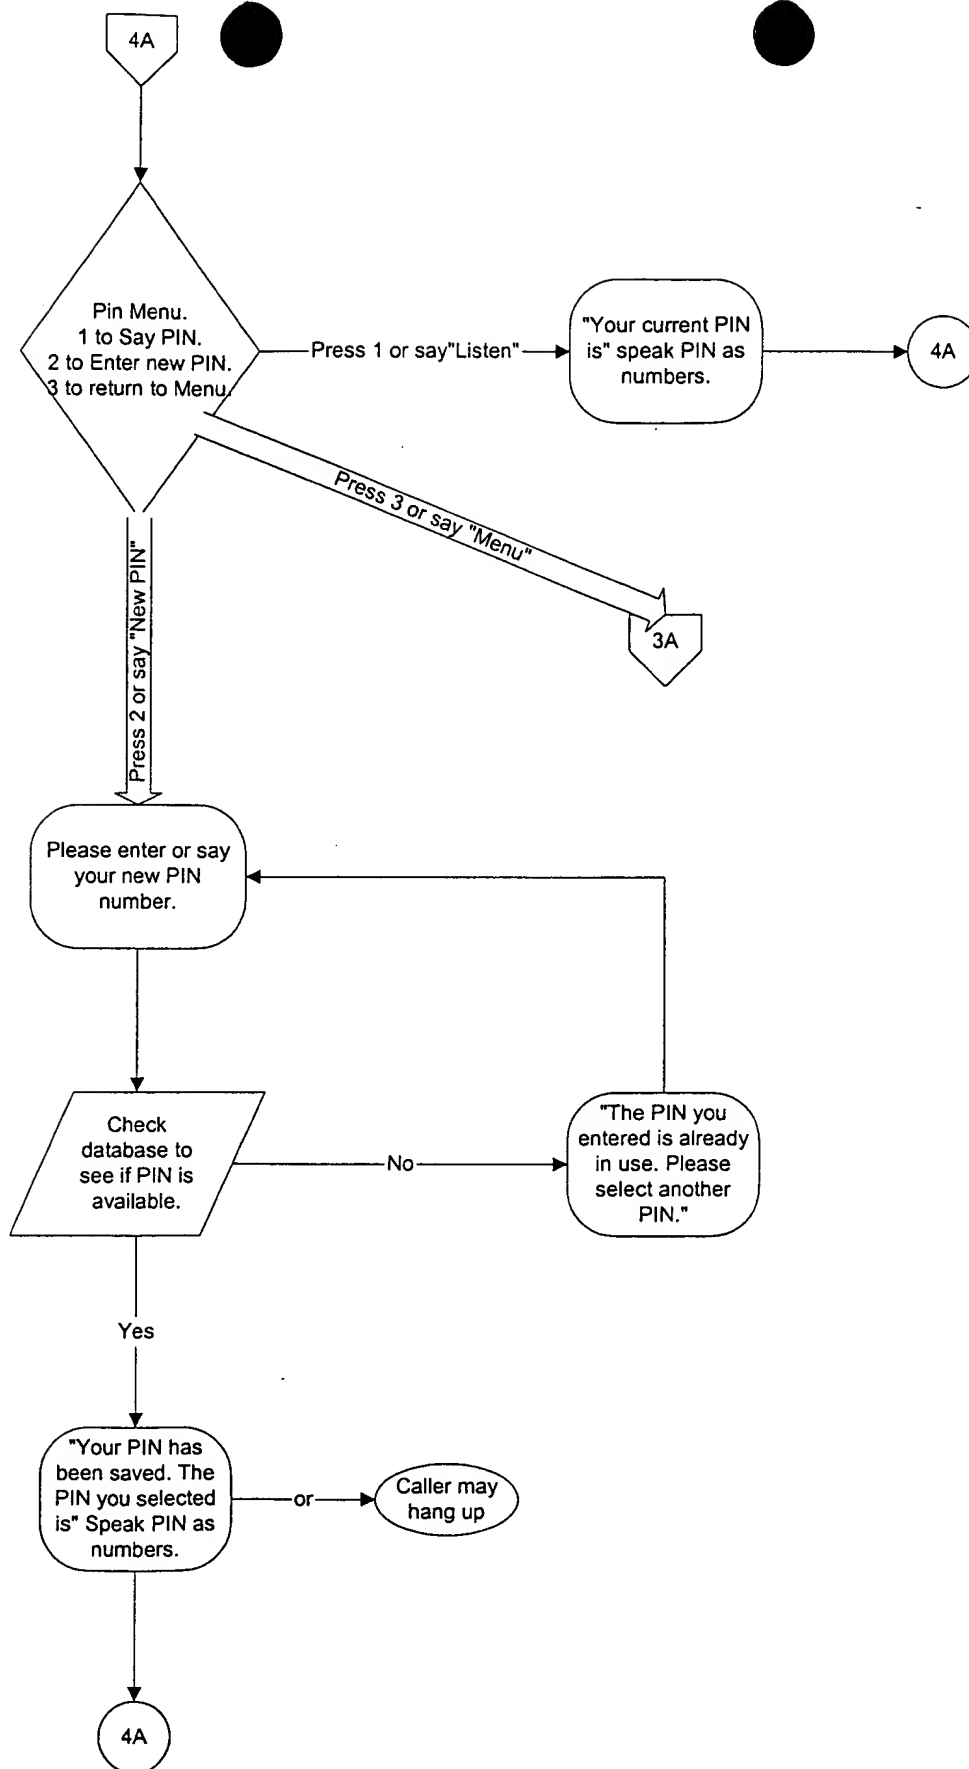 4A
Pin Menu.
1 to Say PIN.
2 to Enter new PIN.
3 to return to Menu.
Press 1 or say"Listen"
"Your current PIN
is" speak PIN as
numbers.
4A
Press 3 or say "Menu"
3A
Press 2 or say "New PIN"
Please enter or say
your new PIN
number.
Check
database to
see if PIN is
available.
No
"The PIN you
entered is already
in use. Please
select another
PIN."
Yes
"Your PIN has
been saved. The
PIN you selected
is" Speak PIN as
numbers.
or
Caller may
hang up
4A